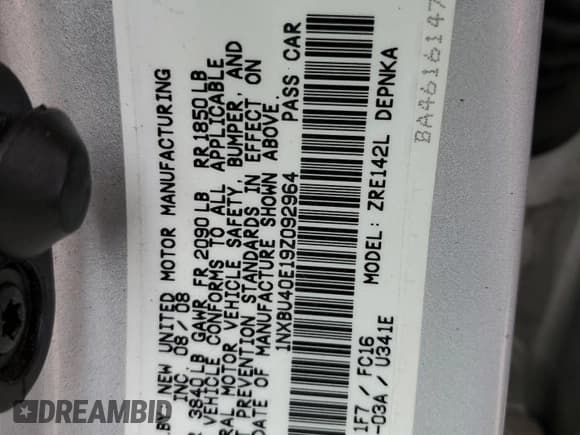 NEW UNITED MOTOR MANUFACTURING
INC. 08/08
3840LB GAWR FR 2090LB RR 1850LB
VEHICLE CONFORMS TO ALL APPLICABLE
MOTOR VEHICLE SAFETY, BUMPER, AND
PREVENTION STANDARDS IN EFFECT ON
DATE OF MANUFACTURE SHOWN ABOVE.
1NXBU40E19Z092964 PASS CAR
1F7 / FC16 MODEL: ZRE142L DEPNKA
-03A / U341E
BA4616147
DREAMBID